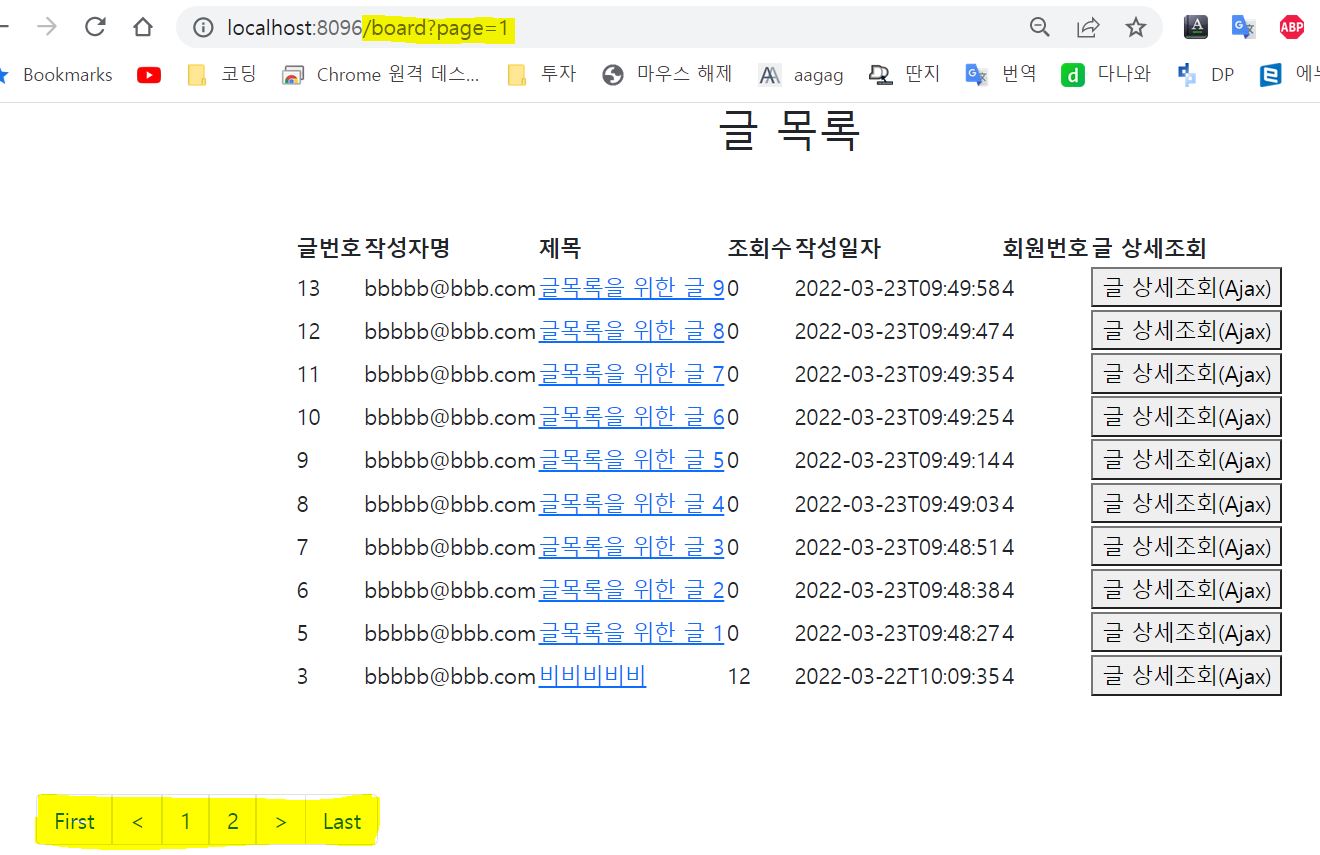 localhost:8096/board?page=1
A
ABP
Bookmarks 코딩 Chrome 원격 데스... 투자 마우스 해제 AA aagag 딴지 번역 d 다나와 DP
글 목록
글번호 작성자명 제목 조회수 작성일자 회원번호 글 상세조회
13 bbbbb@bbb.com 글목록을 위한 글 9 0 2022-03-23T09:49:58 4 글 상세조회(Ajax)
12 bbbbb@bbb.com 글목록을 위한 글 8 0 2022-03-23T09:49:47 4 글 상세조회(Ajax)
11 bbbbb@bbb.com 글목록을 위한 글 7 0 2022-03-23T09:49:35 4 글 상세조회(Ajax)
10 bbbbb@bbb.com 글목록을 위한 글 6 0 2022-03-23T09:49:25 4 글 상세조회(Ajax)
9 bbbbb@bbb.com 글목록을 위한 글 5 0 2022-03-23T09:49:14 4 글 상세조회(Ajax)
8 bbbbb@bbb.com 글목록을 위한 글 4 0 2022-03-23T09:49:03 4 글 상세조회(Ajax)
7 bbbbb@bbb.com 글목록을 위한 글 3 0 2022-03-23T09:48:51 4 글 상세조회(Ajax)
6 bbbbb@bbb.com 글목록을 위한 글 2 0 2022-03-23T09:48:38 4 글 상세조회(Ajax)
5 bbbbb@bbb.com 글목록을 위한 글 1 0 2022-03-23T09:48:27 4 글 상세조회(Ajax)
3 bbbbb@bbb.com 비비비비비 12 2022-03-22T10:09:35 4 글 상세조회(Ajax)
First < 1 2 > Last